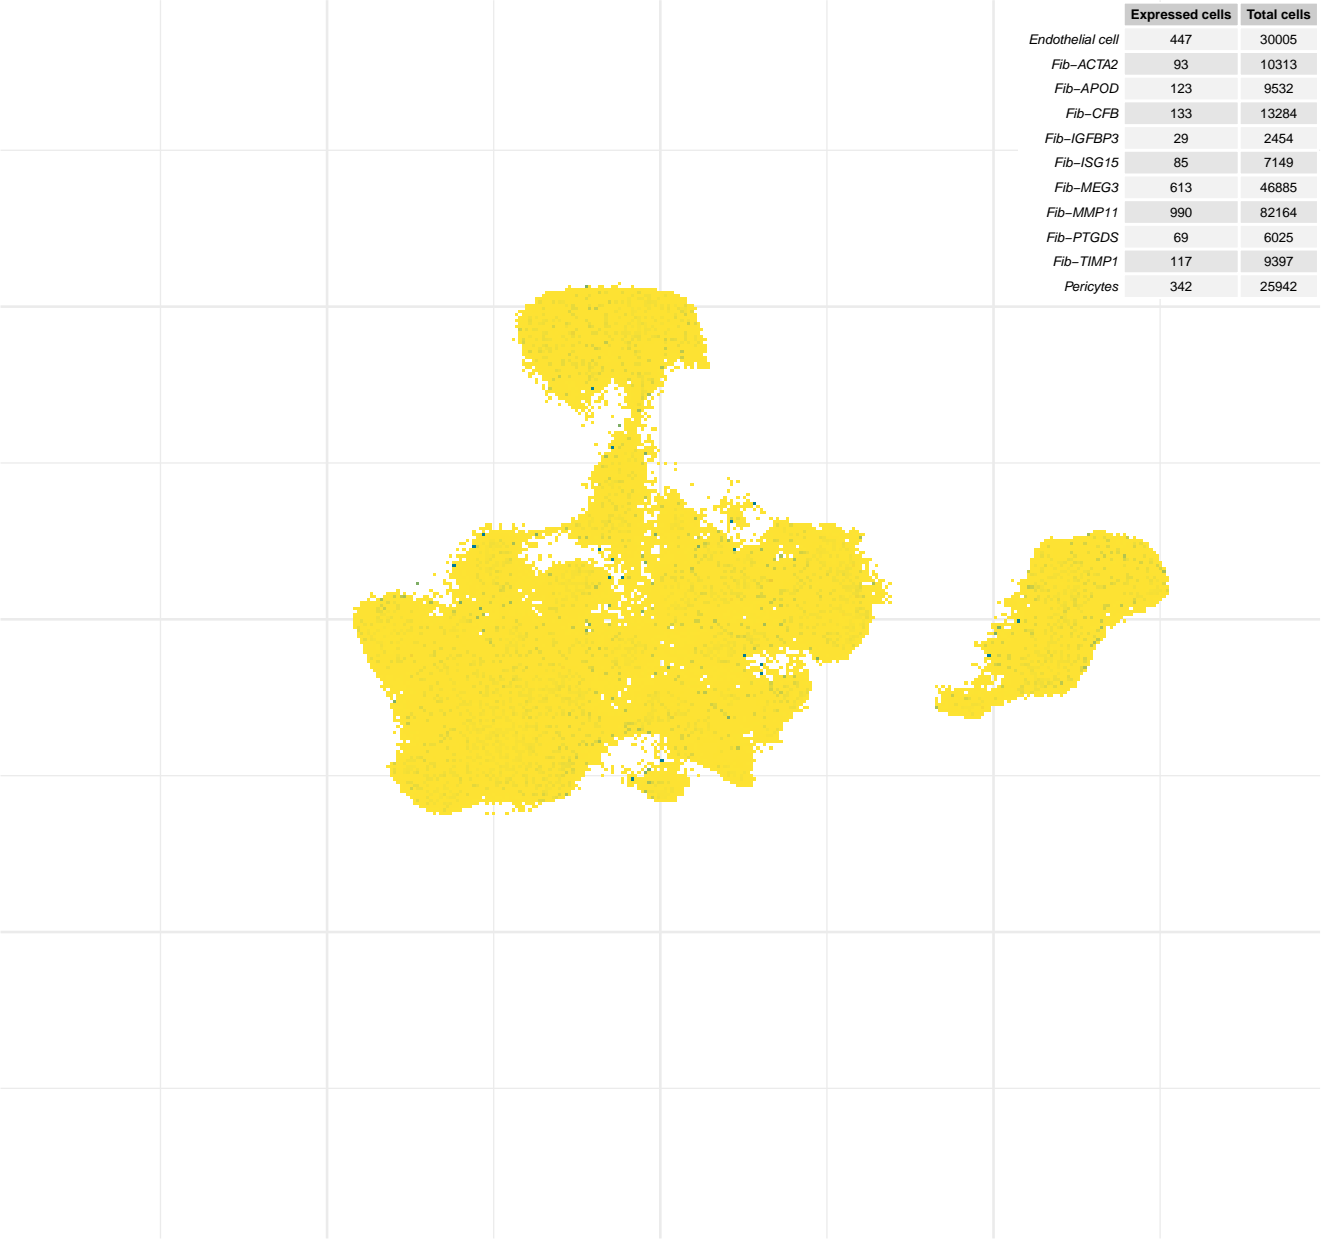 Expressed cells Total cells
Endothelial cell 447 30005
Fib−ACTA2 93 10313
Fib−APOD 123 9532
Fib−CFB 133 13284
Fib−IGFBP3 29 2454
Fib−ISG15 85 7149
Fib−MEG3 613 46885
Fib−MMP11 990 82164
Fib−PTGDS 69 6025
Fib−TIMP1 117 9397
Pericytes 342 25942